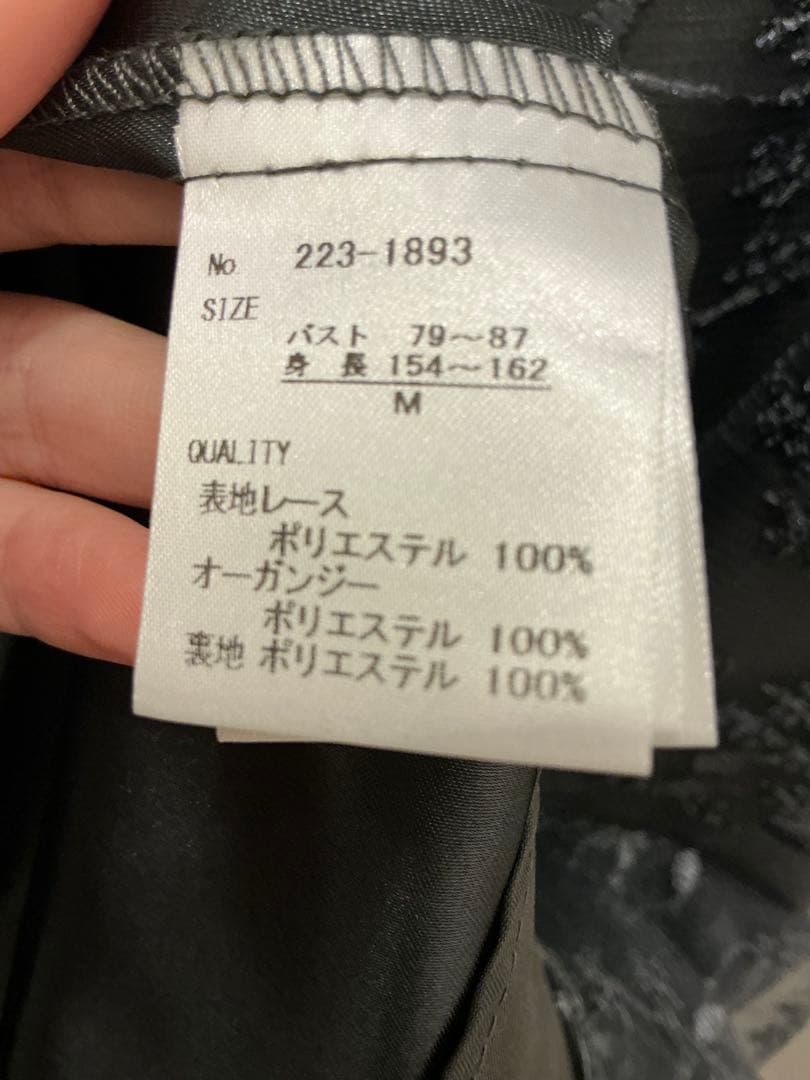 No 223-1893
SIZE
バスト 79～87
身長 154～162
M
QUALITY
表地レース
ポリエステル 100%
オーガンジー
ポリエステル 100%
裏地 ポリエステル 100%